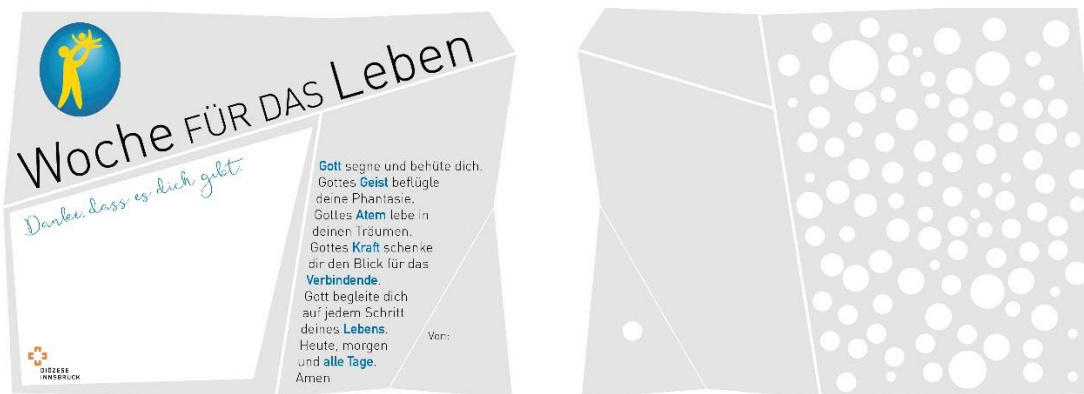 Woche FÜR DAS Leben
Danke, dass es dich gibt.
Gott segne und behüte dich.
Gottes Geist beflügle
deine Phantasie.
Gottes Atem lebe in
deinen Träumen.
Gottes Kraft schenke
dir den Blick für das
Verbindende.
Gott begleite dich
auf jedem Schritt
deines Lebens.
Heute, morgen
und alle Tage.
Amen
Von:
DIÖZESE
INNSBRUCK